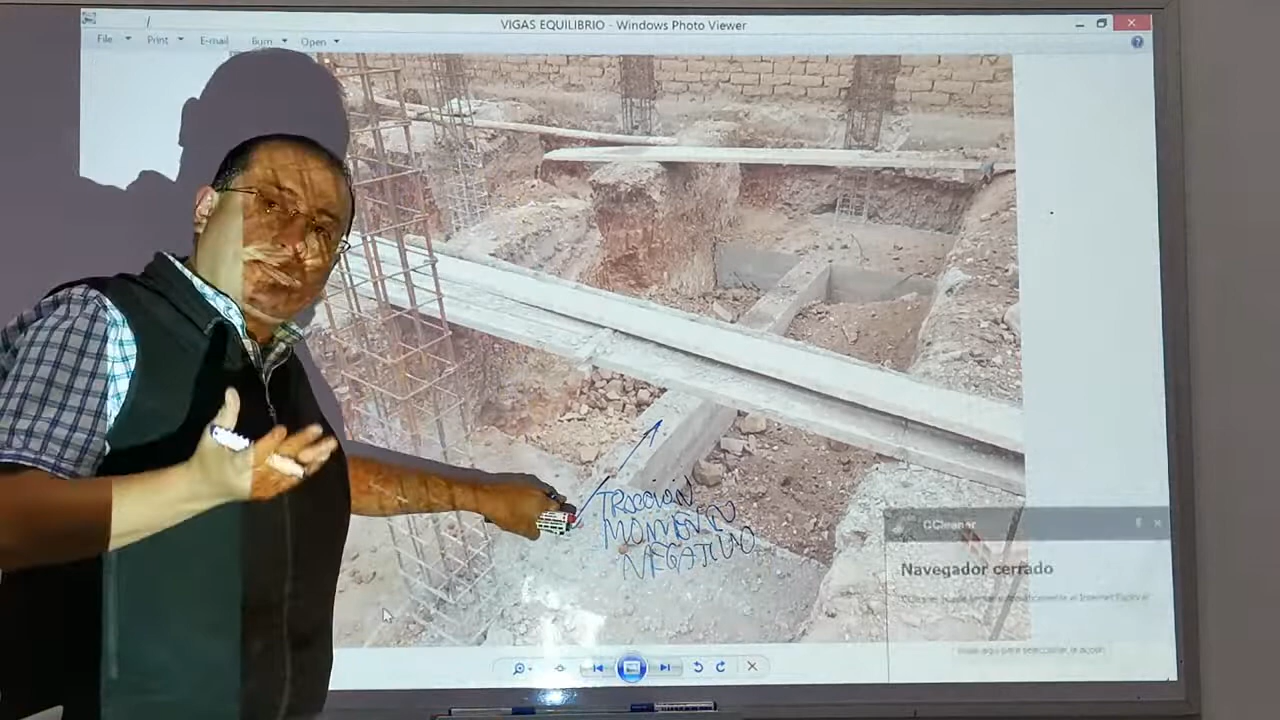 VIGAS EQUILIBRIO - Windows Photo Viewer
File Print E-mail Burn Open
TRACCION
MOMENTO
NEGATIVO
CCleaner
Navegador cerrado